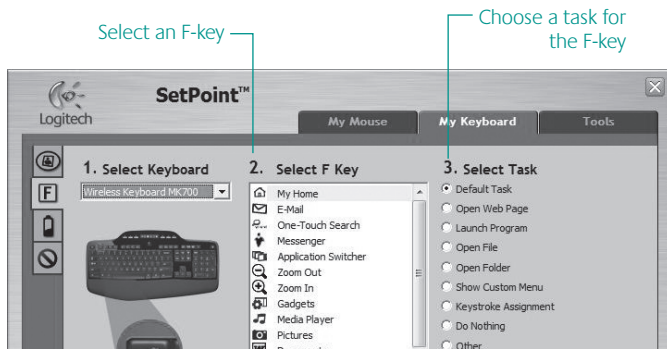 Select an F-key
Choose a task for
the F-key
Logitech
SetPoint™
My Mouse
My Keyboard
Tools
1. Select Keyboard
Wireless Keyboard MK700
F
2. Select F Key
My Home
E-Mail
One-Touch Search
Messenger
Application Switcher
Zoom Out
Zoom In
Gadgets
Media Player
Pictures
3. Select Task
Default Task
Open Web Page
Launch Program
Open File
Open Folder
Show Custom Menu
Keystroke Assignment
Do Nothing
Other